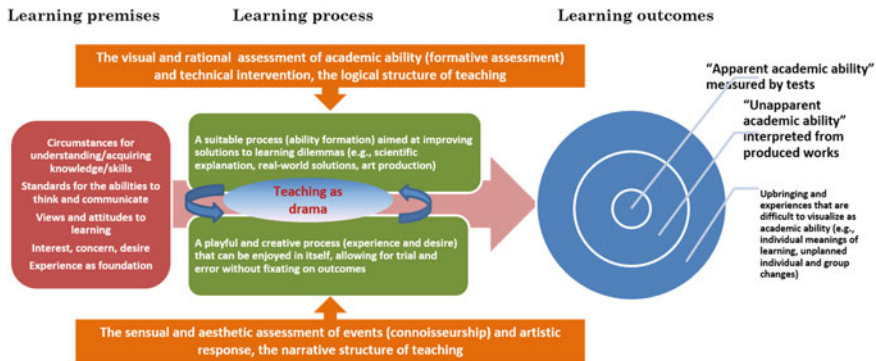 Learning premises
Learning process
Learning outcomes
The visual and rational assessment of academic ability (formative assessment)
and technical intervention, the logical structure of teaching
Circumstances for
understanding/acquiring
knowledge/skills
Standards for the abilities to
think and communicate
Views and attitudes to
learning
Interest, concern, desire
Experience as foundation
A suitable process (ability formation) aimed at improving
solutions to learning dilemmas (e.g., scientific
explanation, real-world solutions, art production)
Teaching as
drama
A playful and creative process (experience and desire)
that can be enjoyed in itself, allowing for trial and
error without fixating on outcomes
The sensual and aesthetic assessment of events (connoisseurship) and artistic
response, the narrative structure of teaching
“Apparent academic ability”
measured by tests
“Unapparent
academic ability”
interpreted from
produced works
Upbringing and
experiences that are
difficult to visualize as
academic ability (e.g.,
individual meanings of
learning, unplanned
individual and group
changes)